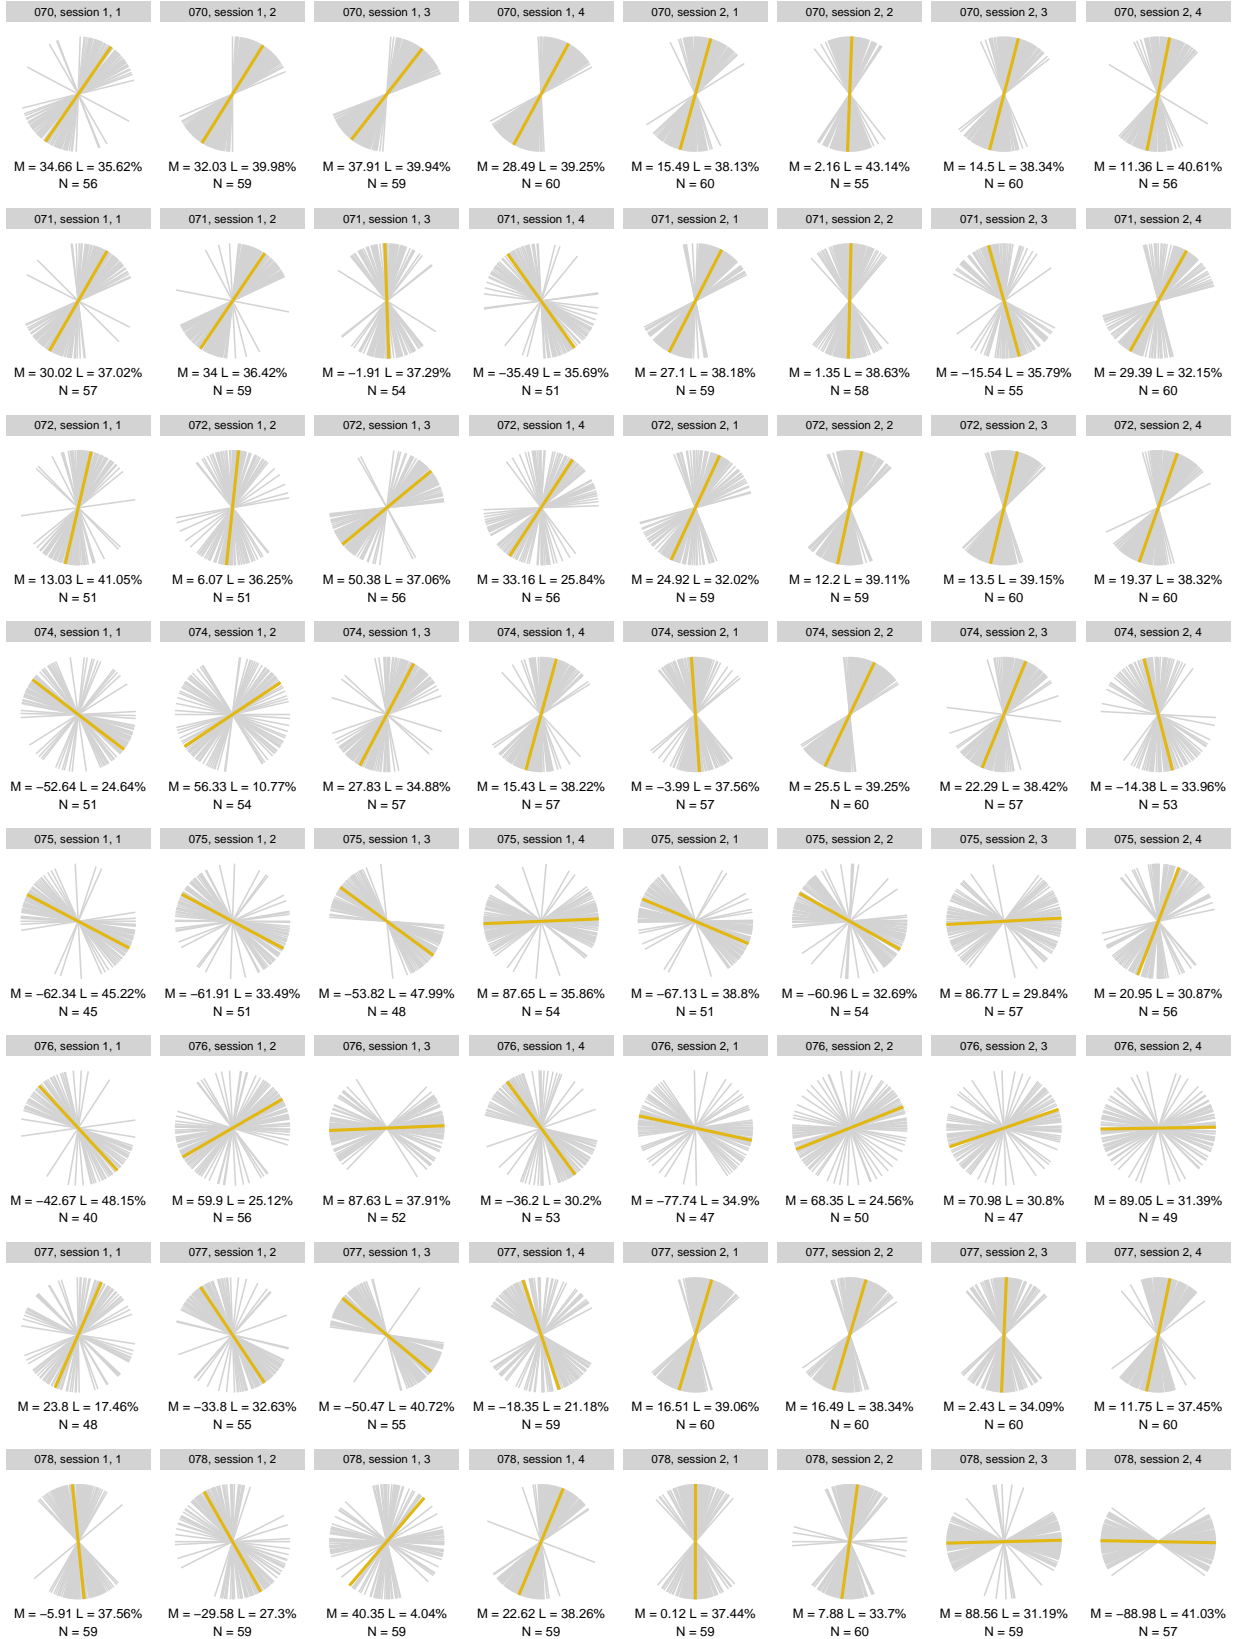 070, session 1, 1
070, session 1, 2
070, session 1, 3
070, session 1, 4
070, session 2, 1
070, session 2, 2
070, session 2, 3
070, session 2, 4
M = 34.66 L = 35.62%
N = 56
M = 32.03 L = 39.98%
N = 59
M = 37.91 L = 39.94%
N = 59
M = 28.49 L = 39.25%
N = 60
M = 15.49 L = 38.13%
N = 60
M = 2.16 L = 43.14%
N = 55
M = 14.5 L = 38.34%
N = 60
M = 11.36 L = 40.61%
N = 56
071, session 1, 1
071, session 1, 2
071, session 1, 3
071, session 1, 4
071, session 2, 1
071, session 2, 2
071, session 2, 3
071, session 2, 4
M = 30.02 L = 37.02%
N = 57
M = 34 L = 36.42%
N = 59
M = −1.91 L = 37.29%
N = 54
M = −35.49 L = 35.69%
N = 51
M = 27.1 L = 38.18%
N = 59
M = 1.35 L = 38.63%
N = 58
M = −15.54 L = 35.79%
N = 55
M = 29.39 L = 32.15%
N = 60
072, session 1, 1
072, session 1, 2
072, session 1, 3
072, session 1, 4
072, session 2, 1
072, session 2, 2
072, session 2, 3
072, session 2, 4
M = 13.03 L = 41.05%
N = 51
M = 6.07 L = 36.25%
N = 51
M = 50.38 L = 37.06%
N = 56
M = 33.16 L = 25.84%
N = 56
M = 24.92 L = 32.02%
N = 59
M = 12.2 L = 39.11%
N = 59
M = 13.5 L = 39.15%
N = 60
M = 19.37 L = 38.32%
N = 60
074, session 1, 1
074, session 1, 2
074, session 1, 3
074, session 1, 4
074, session 2, 1
074, session 2, 2
074, session 2, 3
074, session 2, 4
M = −52.64 L = 24.64%
N = 51
M = 56.33 L = 10.77%
N = 54
M = 27.83 L = 34.88%
N = 57
M = 15.43 L = 38.22%
N = 57
M = −3.99 L = 37.56%
N = 57
M = 25.5 L = 39.25%
N = 60
M = 22.29 L = 38.42%
N = 57
M = −14.38 L = 33.96%
N = 53
075, session 1, 1
075, session 1, 2
075, session 1, 3
075, session 1, 4
075, session 2, 1
075, session 2, 2
075, session 2, 3
075, session 2, 4
M = −62.34 L = 45.22%
N = 45
M = −61.91 L = 33.49%
N = 51
M = −53.82 L = 47.99%
N = 48
M = 87.65 L = 35.86%
N = 54
M = −67.13 L = 38.8%
N = 51
M = −60.96 L = 32.69%
N = 54
M = 86.77 L = 29.84%
N = 57
M = 20.95 L = 30.87%
N = 56
076, session 1, 1
076, session 1, 2
076, session 1, 3
076, session 1, 4
076, session 2, 1
076, session 2, 2
076, session 2, 3
076, session 2, 4
M = −42.67 L = 48.15%
N = 40
M = 59.9 L = 25.12%
N = 56
M = 87.63 L = 37.91%
N = 52
M = −36.2 L = 30.2%
N = 53
M = −77.74 L = 34.9%
N = 47
M = 68.35 L = 24.56%
N = 50
M = 70.98 L = 30.8%
N = 47
M = 89.05 L = 31.39%
N = 49
077, session 1, 1
077, session 1, 2
077, session 1, 3
077, session 1, 4
077, session 2, 1
077, session 2, 2
077, session 2, 3
077, session 2, 4
M = 23.8 L = 17.46%
N = 48
M = −33.8 L = 32.63%
N = 55
M = −50.47 L = 40.72%
N = 55
M = −18.35 L = 21.18%
N = 59
M = 16.51 L = 39.06%
N = 60
M = 16.49 L = 38.34%
N = 60
M = 2.43 L = 34.09%
N = 60
M = 11.75 L = 37.45%
N = 60
078, session 1, 1
078, session 1, 2
078, session 1, 3
078, session 1, 4
078, session 2, 1
078, session 2, 2
078, session 2, 3
078, session 2, 4
M = −5.91 L = 37.56%
N = 59
M = −29.58 L = 27.3%
N = 59
M = 40.35 L = 4.04%
N = 59
M = 22.62 L = 38.26%
N = 59
M = 0.12 L = 37.44%
N = 59
M = 7.88 L = 33.7%
N = 60
M = 88.56 L = 31.19%
N = 59
M = −88.98 L = 41.03%
N = 57